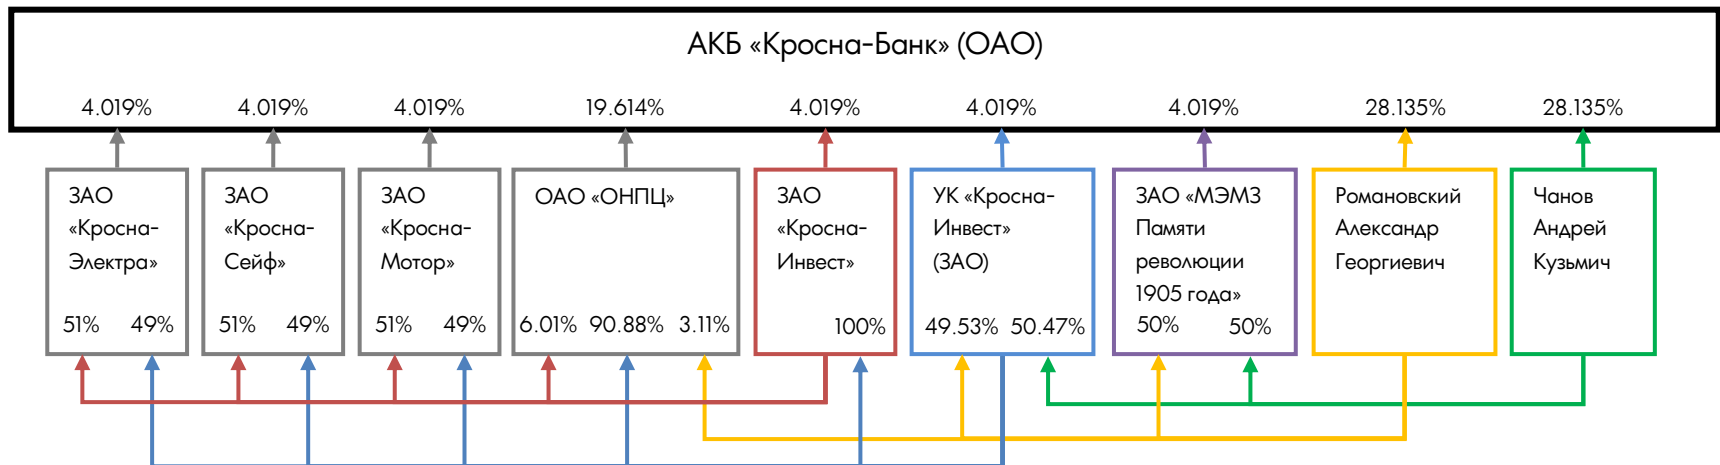 АКБ «Кросна-Банк» (ОАО)
4.019% 4.019% 4.019% 19.614% 4.019% 4.019% 4.019% 28.135% 28.135%
ЗАО
«Кросна-
Электра»
51% 49%
ЗАО
«Кросна-
Сейф»
51% 49%
ЗАО
«Кросна-
Мотор»
51% 49%
ОАО «ОНПЦ»
6.01% 90.88% 3.11%
ЗАО
«Кросна-
Инвест»
100%
УК «Кросна-
Инвест»
(ЗАО)
49.53% 50.47%
ЗАО «МЭМЗ
Памяти
революции
1905 года»
50% 50%
Романовский
Александр
Георгиевич
Чанов
Андрей
Кузьмич